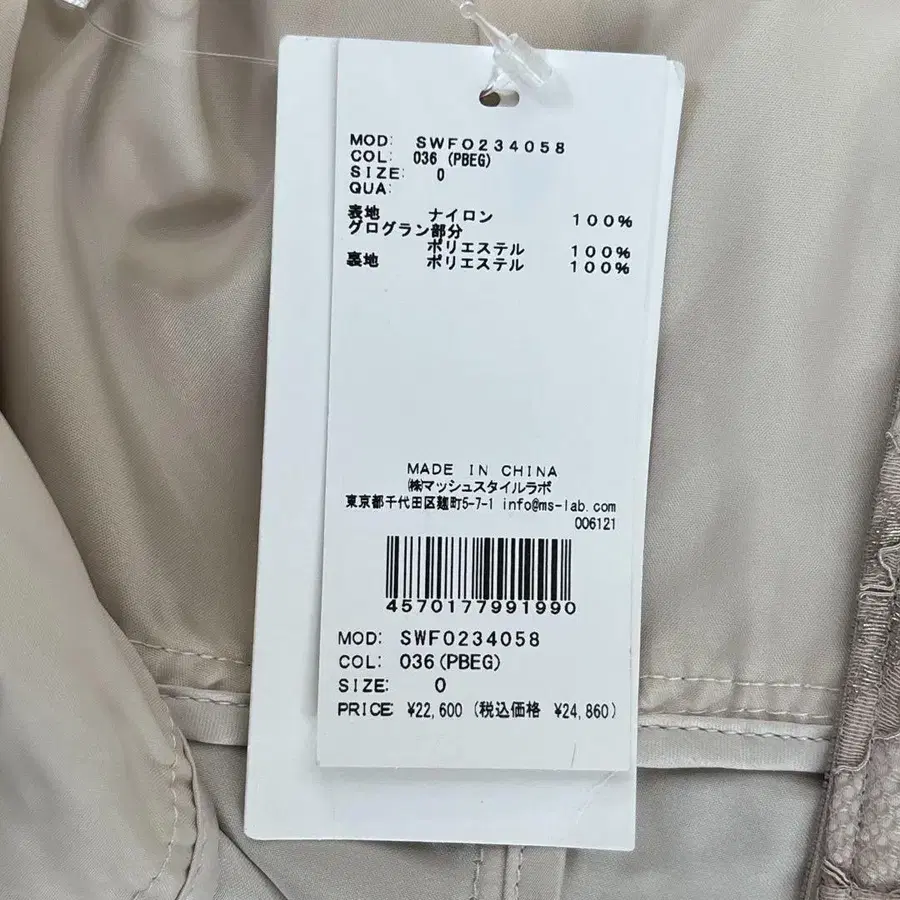 MOD: SWFO234058
COL: 036 (PBEG)
SIZE: 0
QUA:
表地 ナイロン 100%
グログラン部分
ポリエステル 100%
裏地 ポリエステル 100%
MADE IN CHINA
㈱マッシュスタイルラボ
東京都千代田区麹町5-7-1 info@ms-lab.com
006121
4570177991990
MOD: SWFO234058
COL: 036(PBEG)
SIZE: 0
PRICE: ¥22,600 (税込価格 ¥24,860)